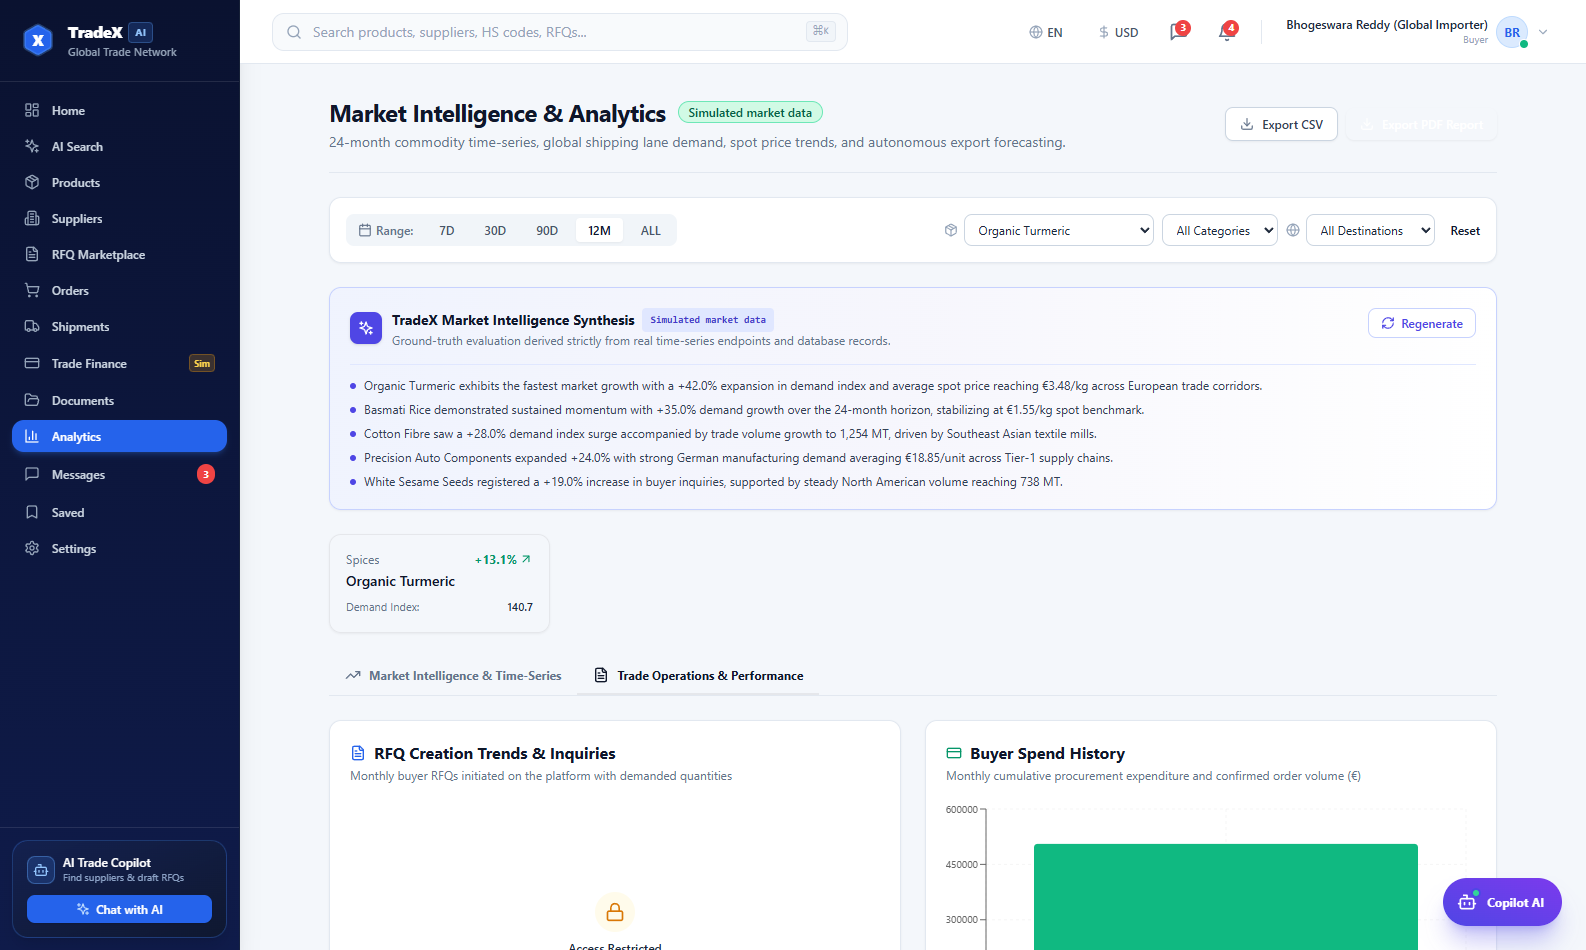 TradeX AI
Global Trade Network
Search products, suppliers, HS codes, RFQs...
⌘K
EN
$ USD
3
4
Bhogeswara Reddy (Global Importer)
Buyer
BR
Home
AI Search
Products
Suppliers
RFQ Marketplace
Orders
Shipments
Trade Finance Sim
Documents
Analytics
Messages 3
Saved
Settings
AI Trade Copilot
Find suppliers & draft RFQs
Chat with AI
Market Intelligence & Analytics Simulated market data
24-month commodity time-series, global shipping lane demand, spot price trends, and autonomous export forecasting.
Export CSV
Export PDF Report
Range: 7D 30D 90D 12M ALL
Organic Turmeric
All Categories
All Destinations
Reset
TradeX Market Intelligence Synthesis Simulated market data
Ground-truth evaluation derived strictly from real time-series endpoints and database records.
Regenerate
Organic Turmeric exhibits the fastest market growth with a +42.0% expansion in demand index and average spot price reaching €3.48/kg across European trade corridors.
Basmati Rice demonstrated sustained momentum with +35.0% demand growth over the 24-month horizon, stabilizing at €1.55/kg spot benchmark.
Cotton Fibre saw a +28.0% demand index surge accompanied by trade volume growth to 1,254 MT, driven by Southeast Asian textile mills.
Precision Auto Components expanded +24.0% with strong German manufacturing demand averaging €18.85/unit across Tier-1 supply chains.
White Sesame Seeds registered a +19.0% increase in buyer inquiries, supported by steady North American volume reaching 738 MT.
Spices +13.1%
Organic Turmeric
Demand Index: 140.7
Market Intelligence & Time-Series
Trade Operations & Performance
RFQ Creation Trends & Inquiries
Monthly buyer RFQs initiated on the platform with demanded quantities
Access Restricted
Buyer Spend History
Monthly cumulative procurement expenditure and confirmed order volume (€)
600000
450000
300000
Copilot AI